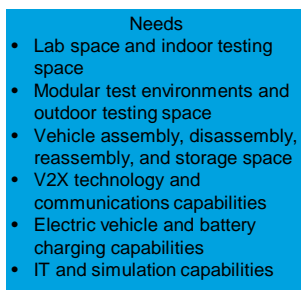 Needs
• Lab space and indoor testing
space
• Modular test environments and
outdoor testing space
• Vehicle assembly, disassembly,
reassembly, and storage space
• V2X technology and
communications capabilities
• Electric vehicle and battery
charging capabilities
• IT and simulation capabilities